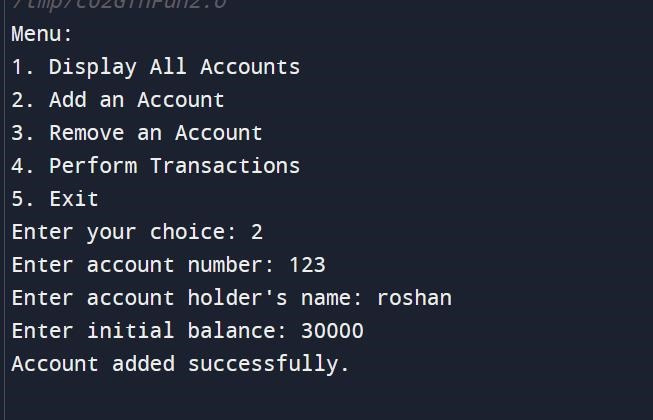 Menu:
1. Display All Accounts
2. Add an Account
3. Remove an Account
4. Perform Transactions
5. Exit
Enter your choice: 2
Enter account number: 123
Enter account holder's name: roshan
Enter initial balance: 30000
Account added successfully.